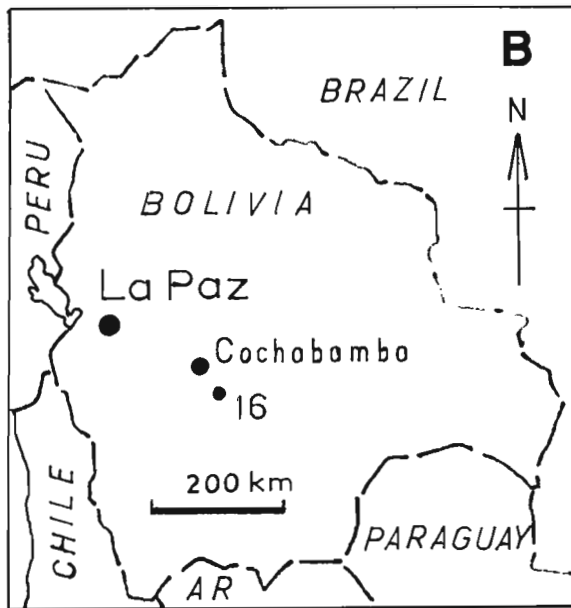 B
BRAZIL
N
PERU
BOLIVIA
La Paz
Cochabamba
16
200 km
CHILE
PARAGUAY
AR